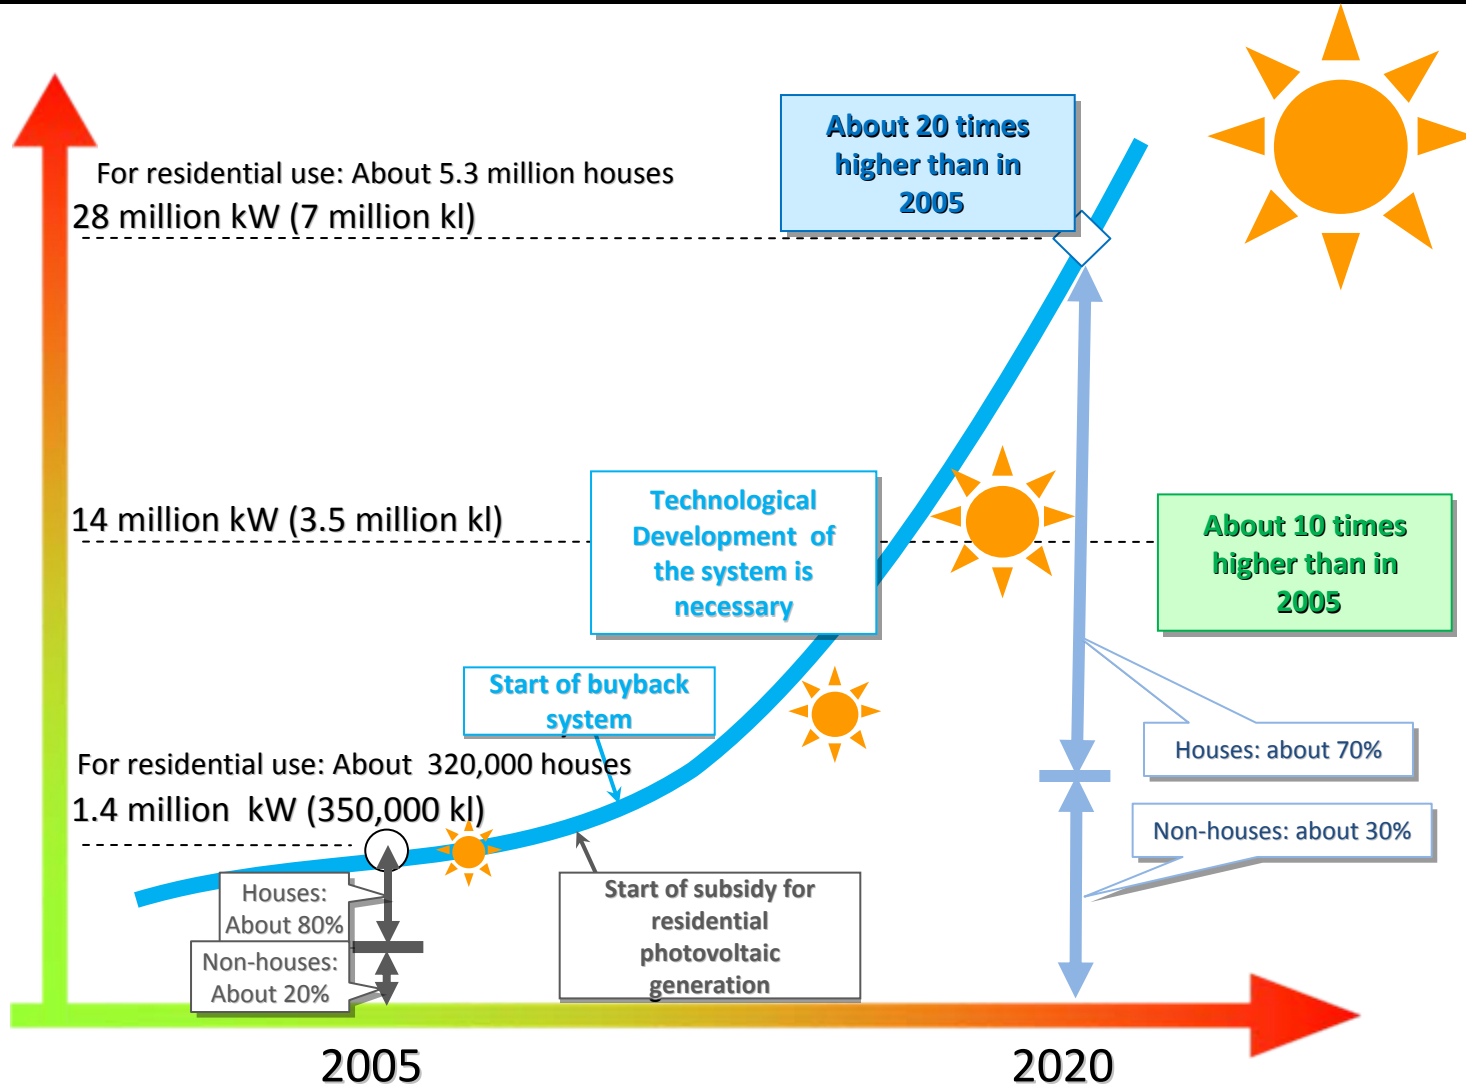 About 20 times
higher than in
2005
For residential use: About 5.3 million houses
28 million kW (7 million kl)
14 million kW (3.5 million kl)
Technological
Development  of
the system is
necessary
About 10 times
higher than in
2005
Start of buyback
system
Houses: about 70%
For residential use: About  320,000 houses
1.4 million  kW (350,000 kl)
Non-houses: about 30%
Houses:
About 80%
Start of subsidy for
residential
photovoltaic
generation
Non-houses:
About 20%
2005
2020